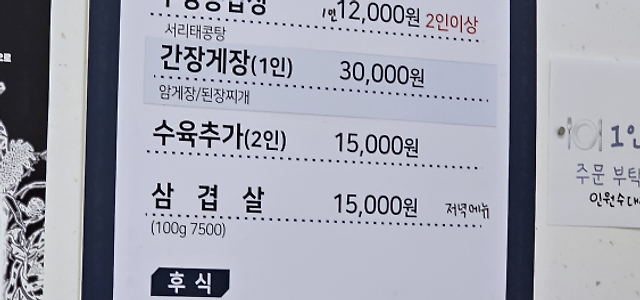 1인 12,000원 2인이상
서리태콩탕
간장게장(1인) 30,000원
암게장/된장찌개
수육추가(2인) 15,000원
삼 겹 살 15,000원 저녁메뉴
(100g 7500)
후 식
으로
1인
주문 부탁
인원수대